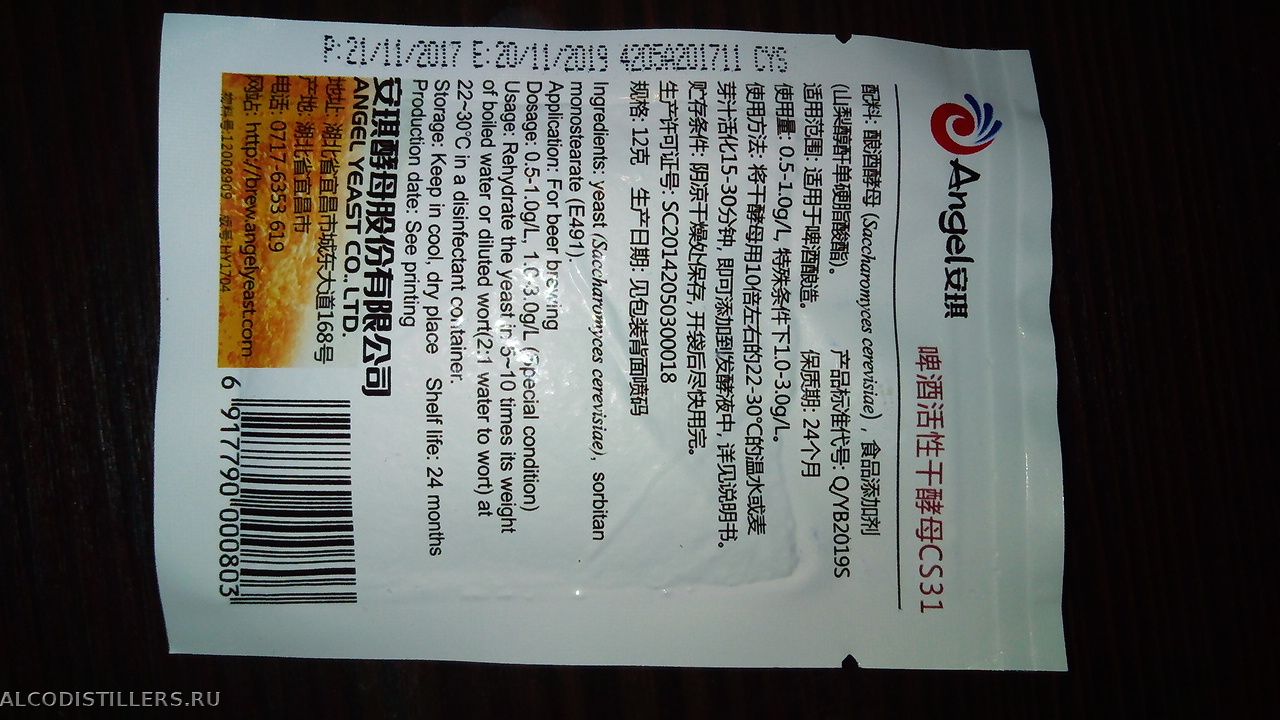 Angel安琪
啤酒活性干酵母CS31
配料: 酿酒酵母 (Saccharomyces cerevisiae) , 食品添加剂
(山梨醇酐单硬脂酸酯)。 产品标准代号: Q/YB2019S
适用范围: 适用于啤酒酿造。 保质期: 24个月
使用量: 0.5-1.0g/L, 特殊条件下1.0-3.0g/L。
使用方法: 将干酵母用10倍左右的22-30℃的温水或麦
芽汁活化15-30分钟, 即可添加到发酵液中, 详见说明书。
贮存条件: 阴凉干燥处保存, 开袋后尽快用完。
生产许可证号: SC20142050300018
规格: 12克 生产日期: 见包装背面喷码
Ingredients: yeast (Saccharomyces cerevisiae) , sorbitan
monostearate (E491).
Application: For beer brewing
Dosage: 0.5-1.0g/L, 1.0-3.0g/L (Special condition)
Usage: Rehydrate the yeast in 5~10 times its weight
of boiled water or diluted wort(2:1 water to wort) at
22~30℃ in a disinfectant container.
Storage: Keep in cool, dry place Shelf life: 24 months
Production date: See printing
安琪酵母股份有限公司
ANGEL YEAST CO.,LTD.
地址: 湖北省宜昌市城东大道168号
产地: 湖北省宜昌市
电话: 0717-6353 619
网站: http://brew.angelyeast.com
物料号:12008909 版号:HY1704
6 917790 000803
P: 21/11/2017 E: 20/11/2019 4205A201711 CYA
ALCODISTILLERS.RU